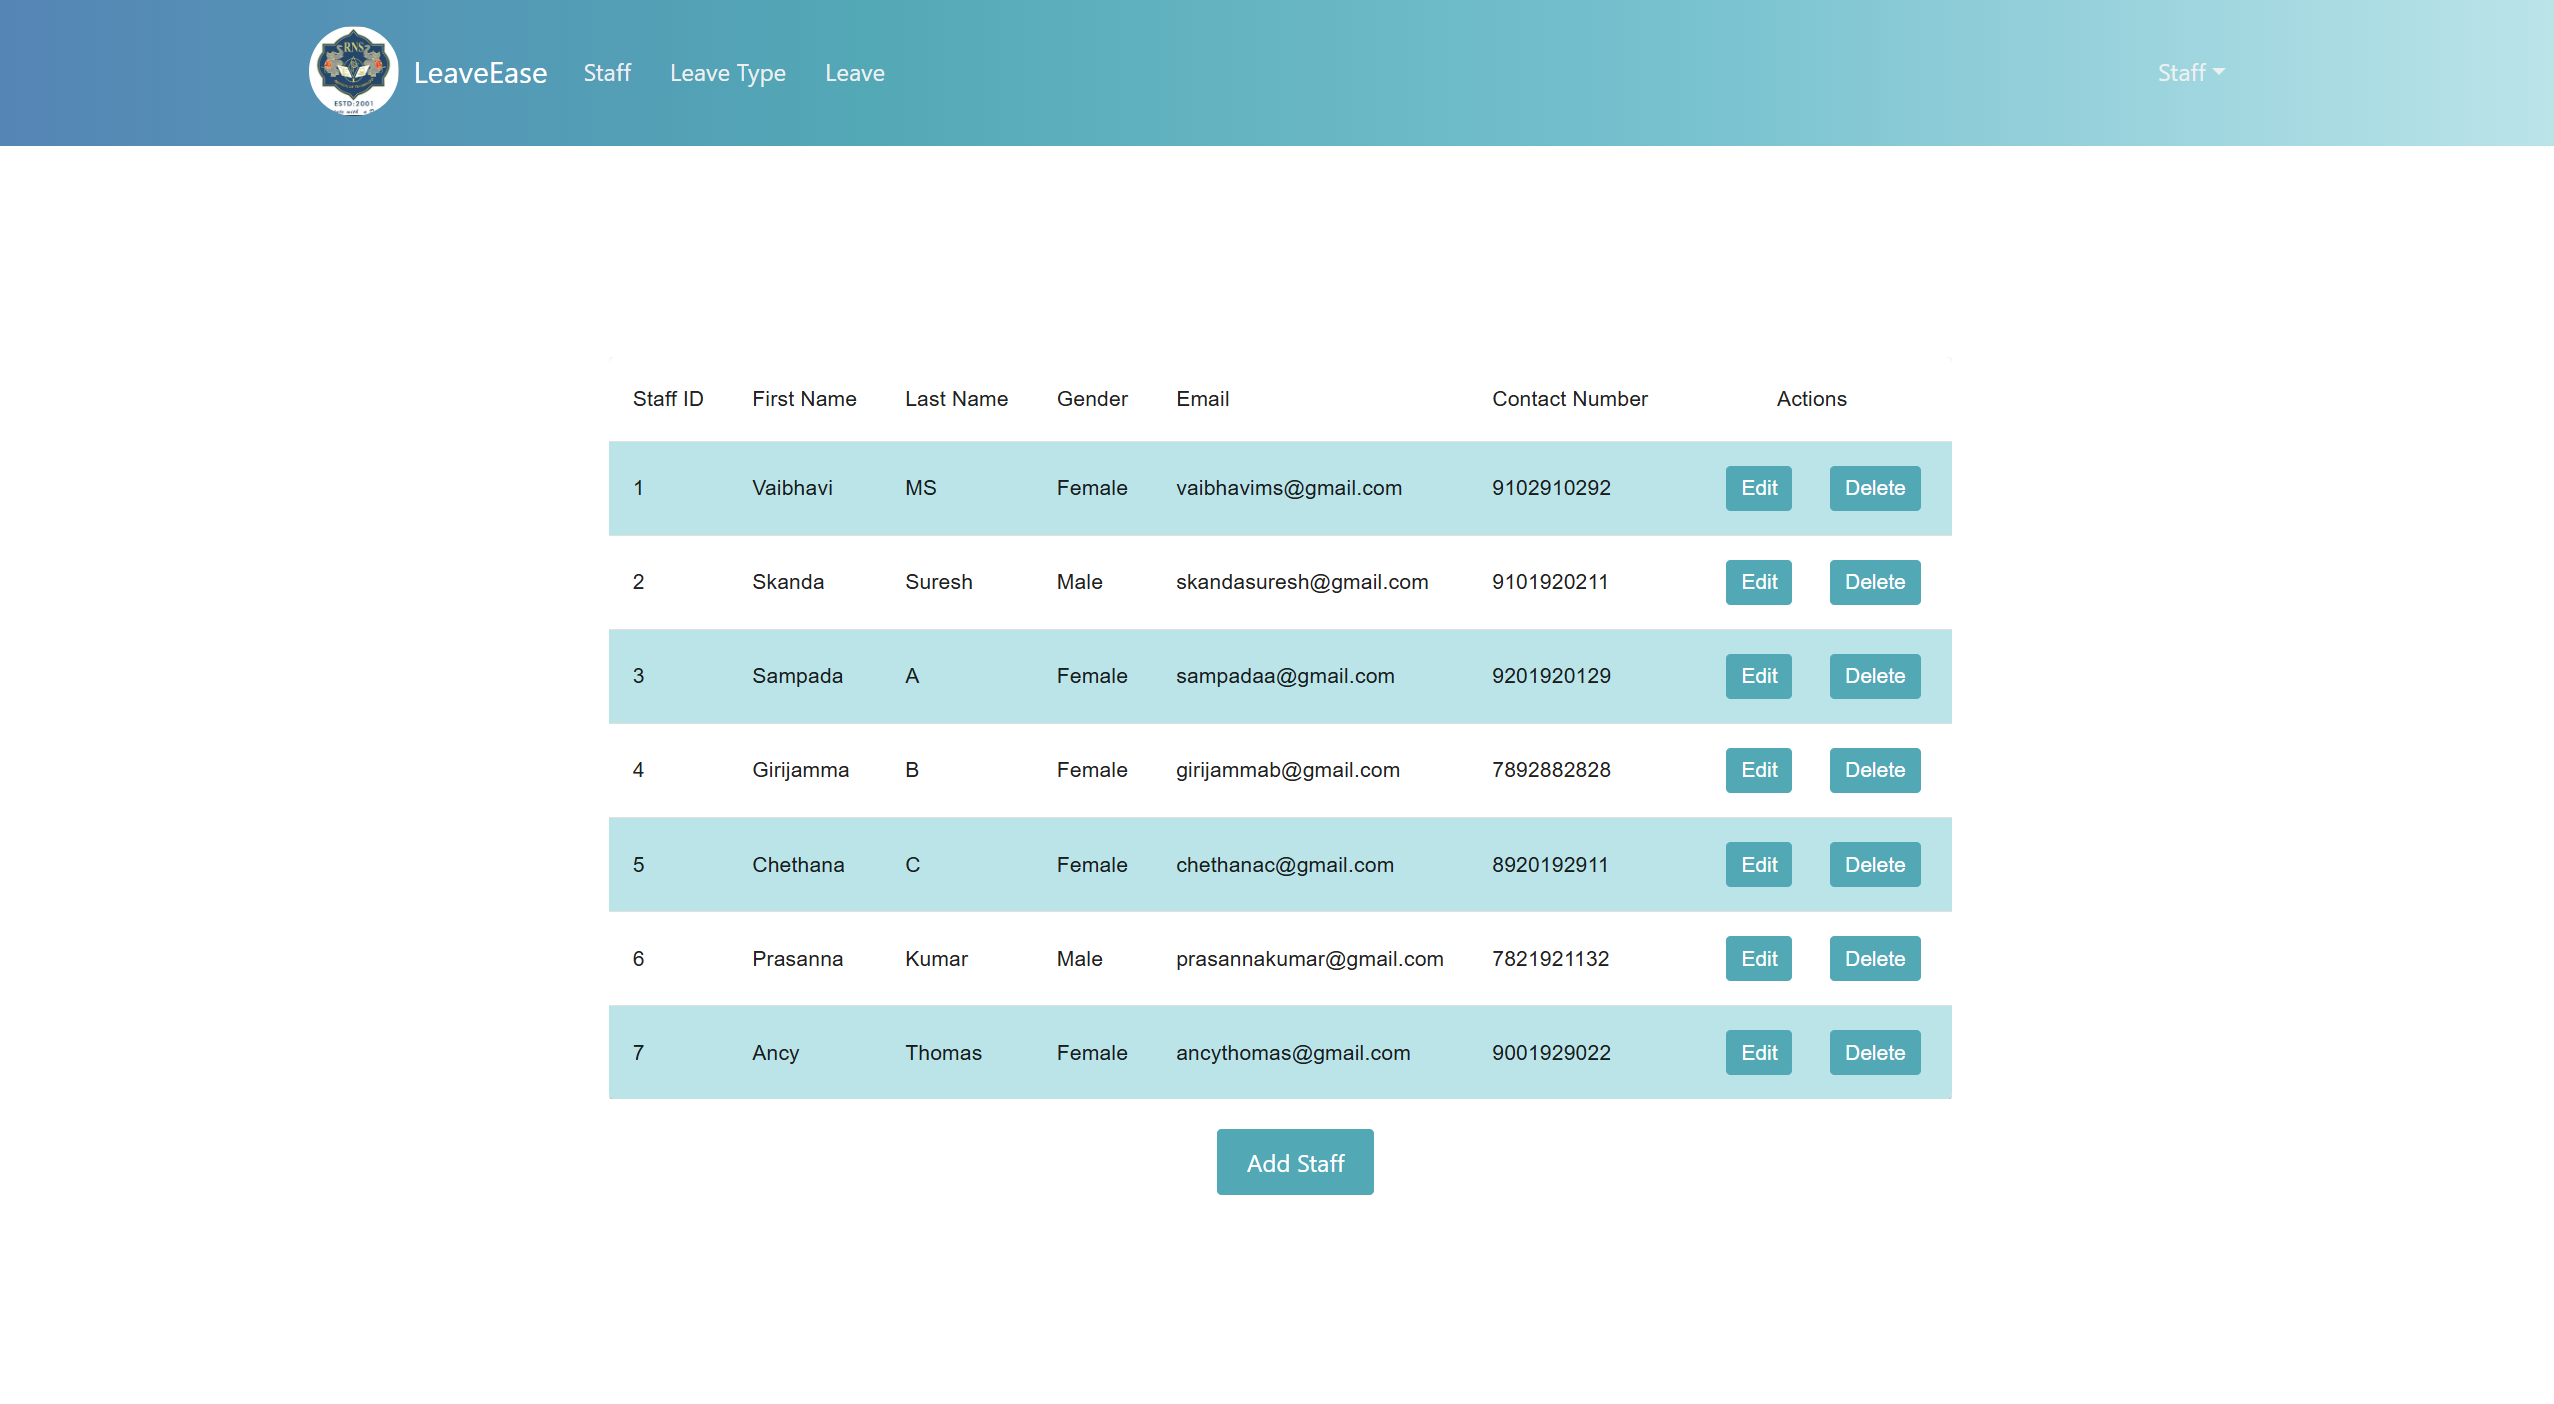 RNS
ESTD:2001
LeaveEase Staff Leave Type Leave Staff
Staff ID First Name Last Name Gender Email Contact Number Actions
1 Vaibhavi MS Female vaibhavims@gmail.com 9102910292 Edit Delete
2 Skanda Suresh Male skandasuresh@gmail.com 9101920211 Edit Delete
3 Sampada A Female sampadaa@gmail.com 9201920129 Edit Delete
4 Girijamma B Female girijammab@gmail.com 7892882828 Edit Delete
5 Chethana C Female chethanac@gmail.com 8920192911 Edit Delete
6 Prasanna Kumar Male prasannakumar@gmail.com 7821921132 Edit Delete
7 Ancy Thomas Female ancythomas@gmail.com 9001929022 Edit Delete
Add Staff